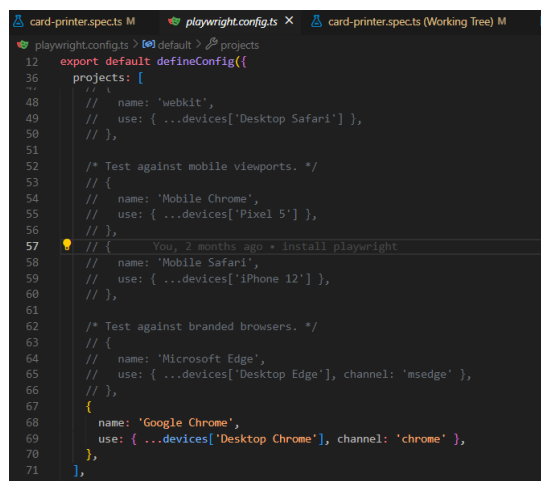 card-printer.spec.ts M playwright.config.ts card-printer.spec.ts (Working Tree) M
playwright.config.ts > default > projects
12 export default defineConfig({
36 projects: [
47 // {
48 //   name: 'webkit',
49 //   use: { ...devices['Desktop Safari'] },
50 // },
51
52 /* Test against mobile viewports. */
53 // {
54 //   name: 'Mobile Chrome',
55 //   use: { ...devices['Pixel 5'] },
56 // },
57 // { You, 2 months ago • install playwright
58 //   name: 'Mobile Safari',
59 //   use: { ...devices['iPhone 12'] },
60 // },
61
62 /* Test against branded browsers. */
63 // {
64 //   name: 'Microsoft Edge',
65 //   use: { ...devices['Desktop Edge'], channel: 'msedge' },
66 // },
67 {
68   name: 'Google Chrome',
69   use: { ...devices['Desktop Chrome'], channel: 'chrome' },
70 },
71 ],